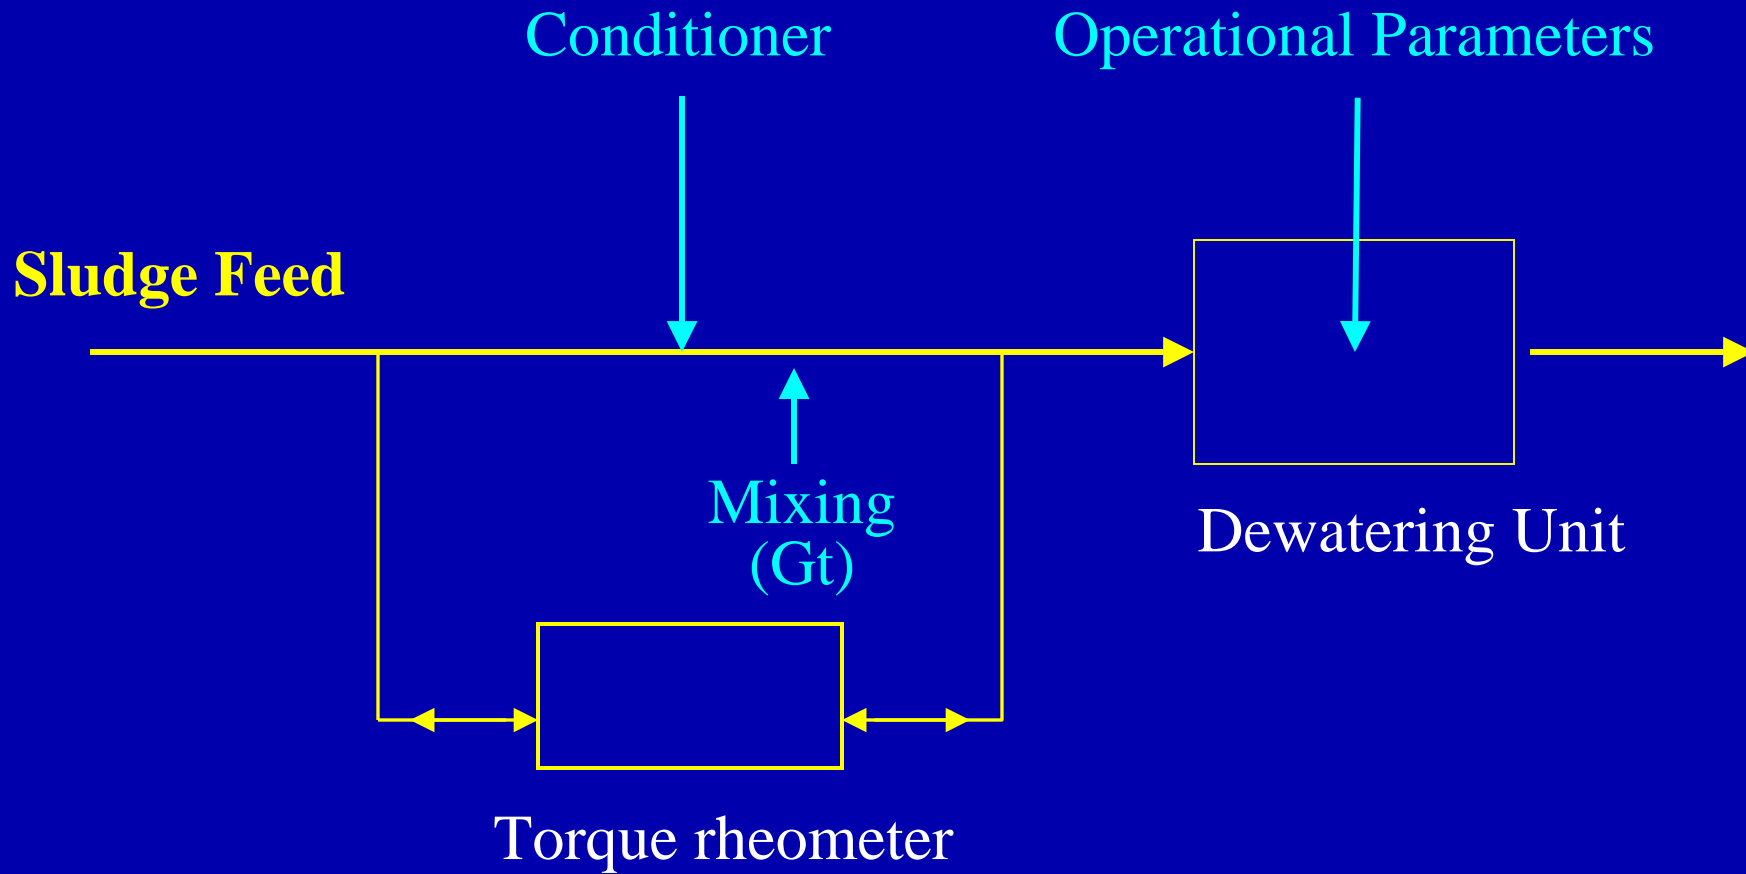 Conditioner
Operational Parameters
Sludge Feed
Mixing
(Gt)
Dewatering Unit
Torque rheometer